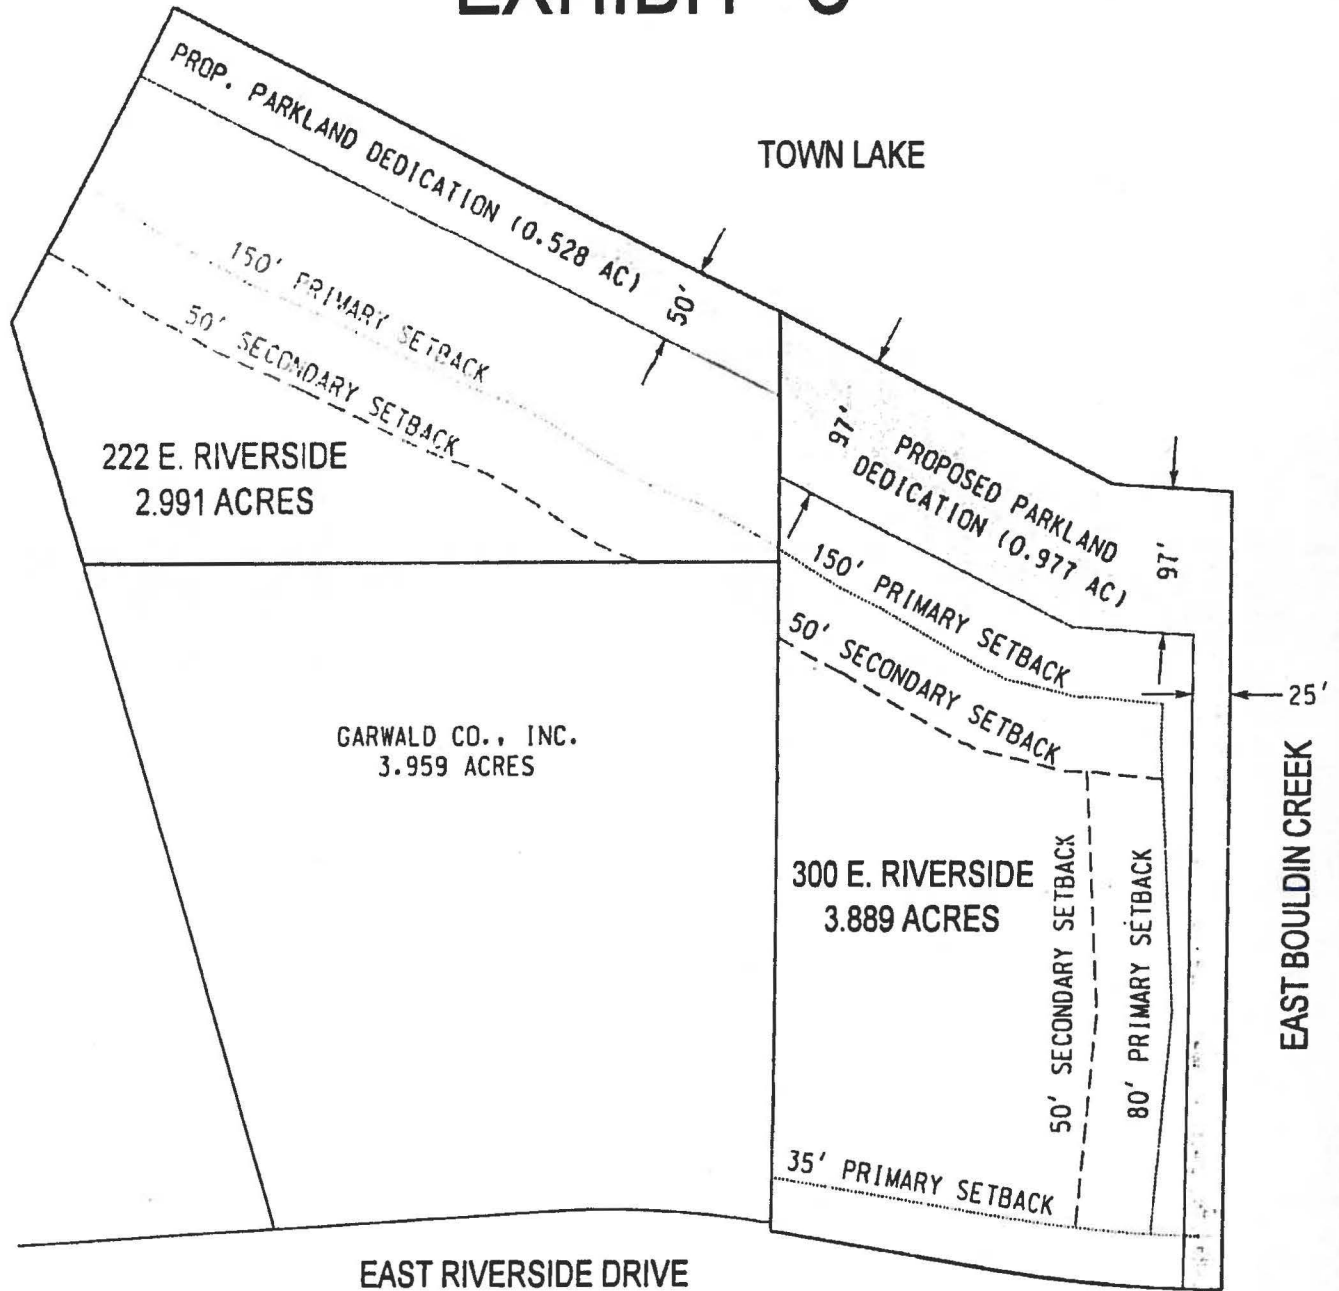 TOWN LAKE
PROP. PARKLAND DEDICATION (0.528 AC)
50'
150' PRIMARY SETBACK
50' SECONDARY SETBACK
222 E. RIVERSIDE
2.991 ACRES
97'
PROPOSED PARKLAND
DEDICATION (0.977 AC)
97'
150' PRIMARY SETBACK
50' SECONDARY SETBACK
25'
GARWALD CO., INC.
3.959 ACRES
300 E. RIVERSIDE
3.889 ACRES
50' SECONDARY SETBACK
80' PRIMARY SETBACK
EAST BOULDIN CREEK
35' PRIMARY SETBACK
EAST RIVERSIDE DRIVE